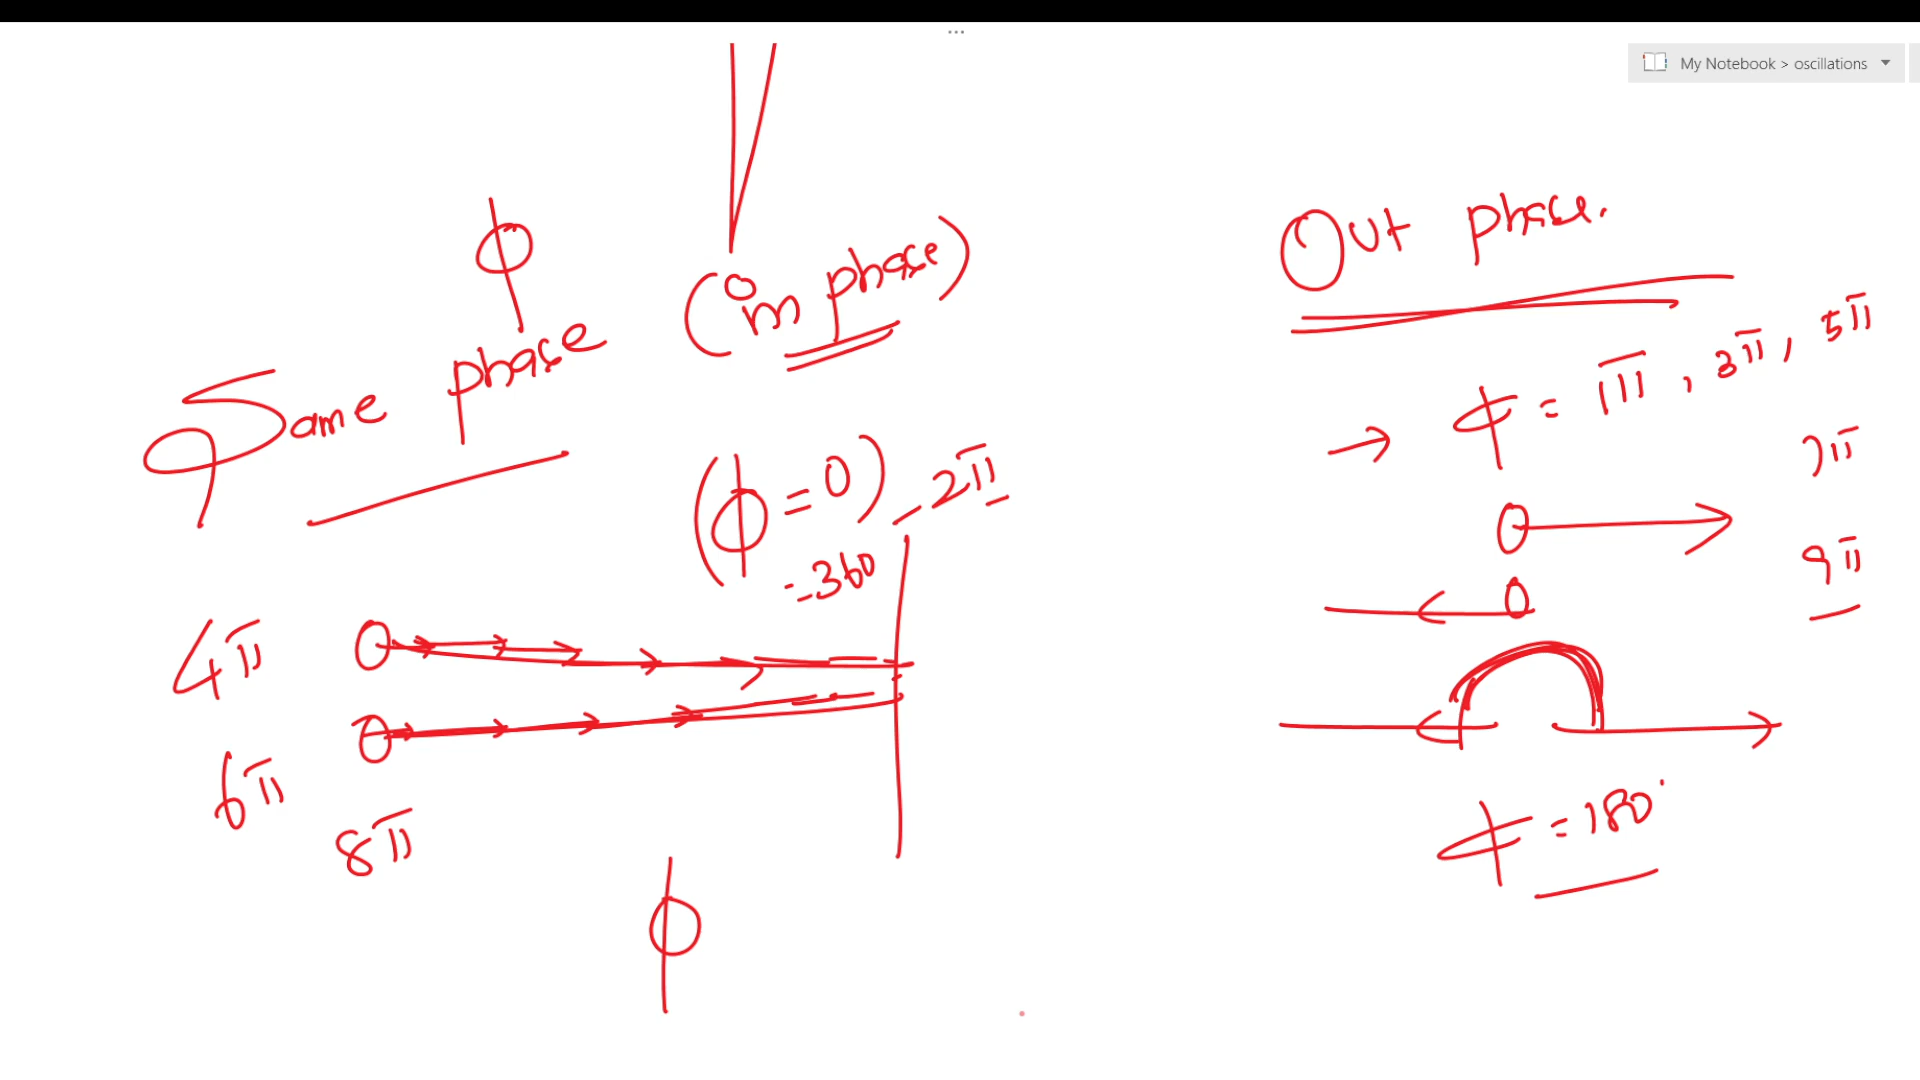 ...
My Notebook > oscillations
ϕ
Same phase (in phase)
(ϕ = 0) - 2π
= 360
4π
6π
8π
ϕ
Out phase.
→ ϕ = π, 3π, 5π
7π
9π
ϕ = 180°